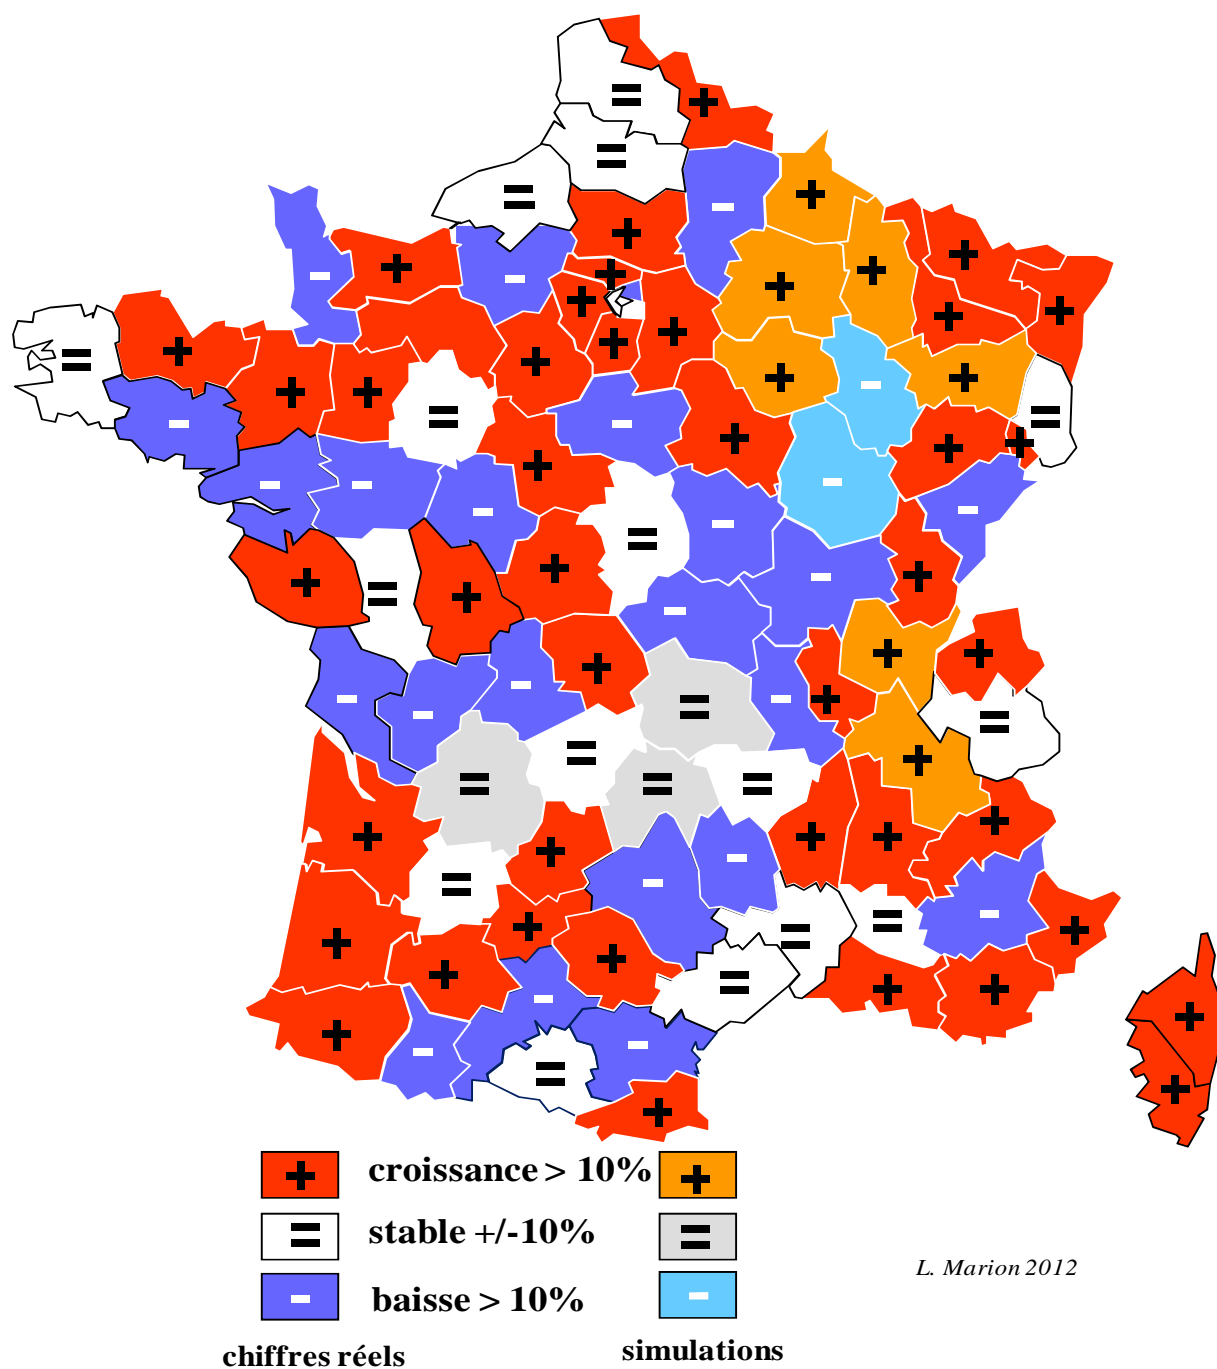 croissance > 10%
stable +/-10%
baisse > 10%
chiffres réels
simulations
L. Marion 2012